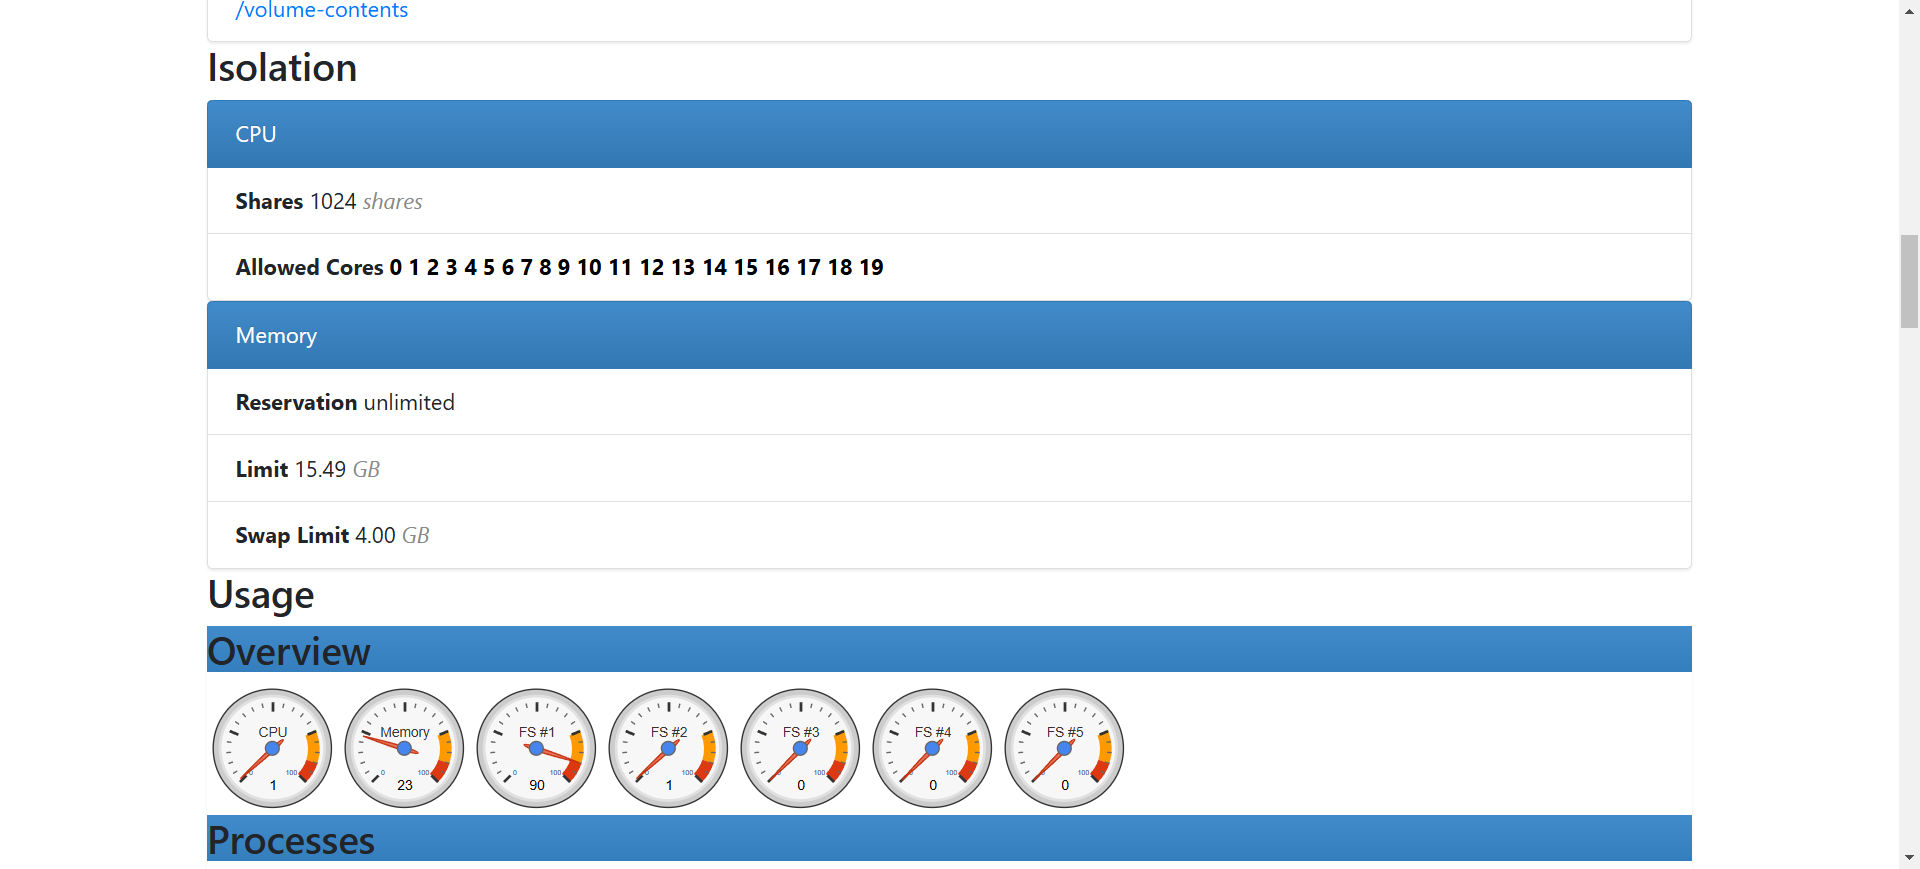 /volume-contents
Isolation
CPU
Shares 1024 shares
Allowed Cores 0 1 2 3 4 5 6 7 8 9 10 11 12 13 14 15 16 17 18 19
Memory
Reservation unlimited
Limit 15.49 GB
Swap Limit 4.00 GB
Usage
Overview
CPU 0 100 1
Memory 0 100 23
FS #1 0 100 90
FS #2 0 100 1
FS #3 0 100 0
FS #4 0 100 0
FS #5 0 100 0
Processes